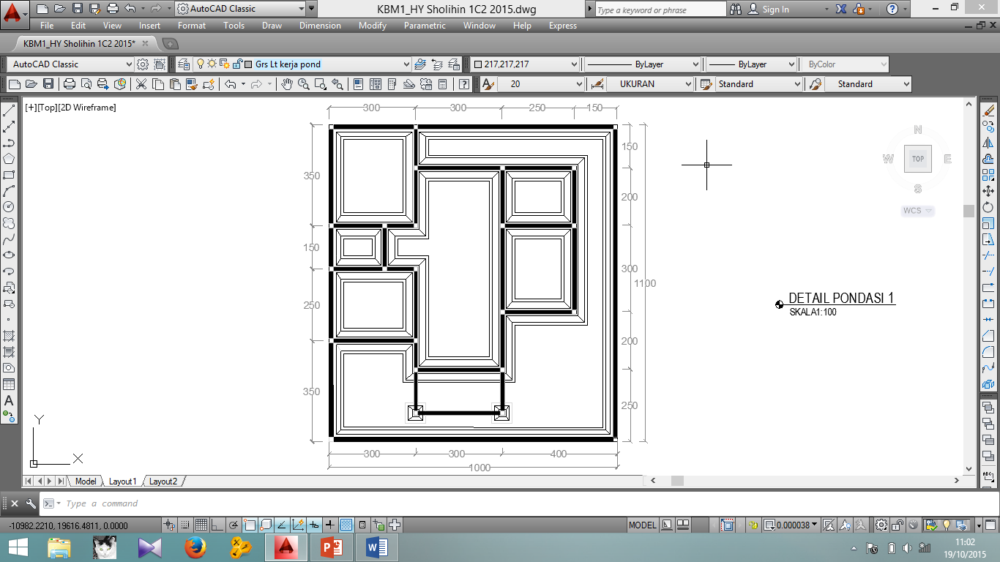 AutoCAD Classic
KBM1_HY Sholihin 1C2 2015.dwg
Type a keyword or phrase
Sign In
File Edit View Insert Format Tools Draw Dimension Modify Parametric Window Help Express
KBM1_HY Sholihin 1C2 2015*
AutoCAD Classic
Grs Lt kerja pond
217,217,217
ByLayer
ByLayer
ByColor
20
UKURAN
Standard
Standard
[+][Top][2D Wireframe]
300 300 250 150
350
150
250
350
150
200
300
1100
200
250
300 300 400
1000
N
W TOP E
S
WCS
DETAIL PONDASI 1
SKALA1:100
Y
X
A
ABC
Model Layout1 Layout2
Type a command
-10982.2210, 19616.4811, 0.0000
MODEL
0.000038
11:02
19/10/2015